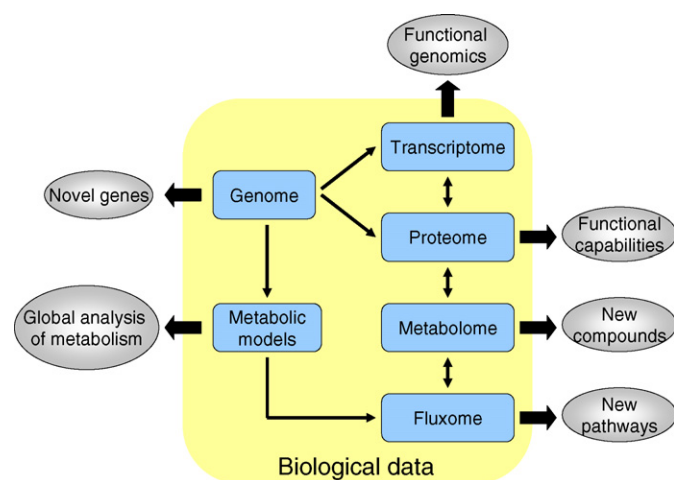 Functional
genomics
Transcriptome
Novel genes
Genome
Proteome
Functional
capabilities
Global analysis
of metabolism
Metabolic
models
Metabolome
New
compounds
Fluxome
New
pathways
Biological data